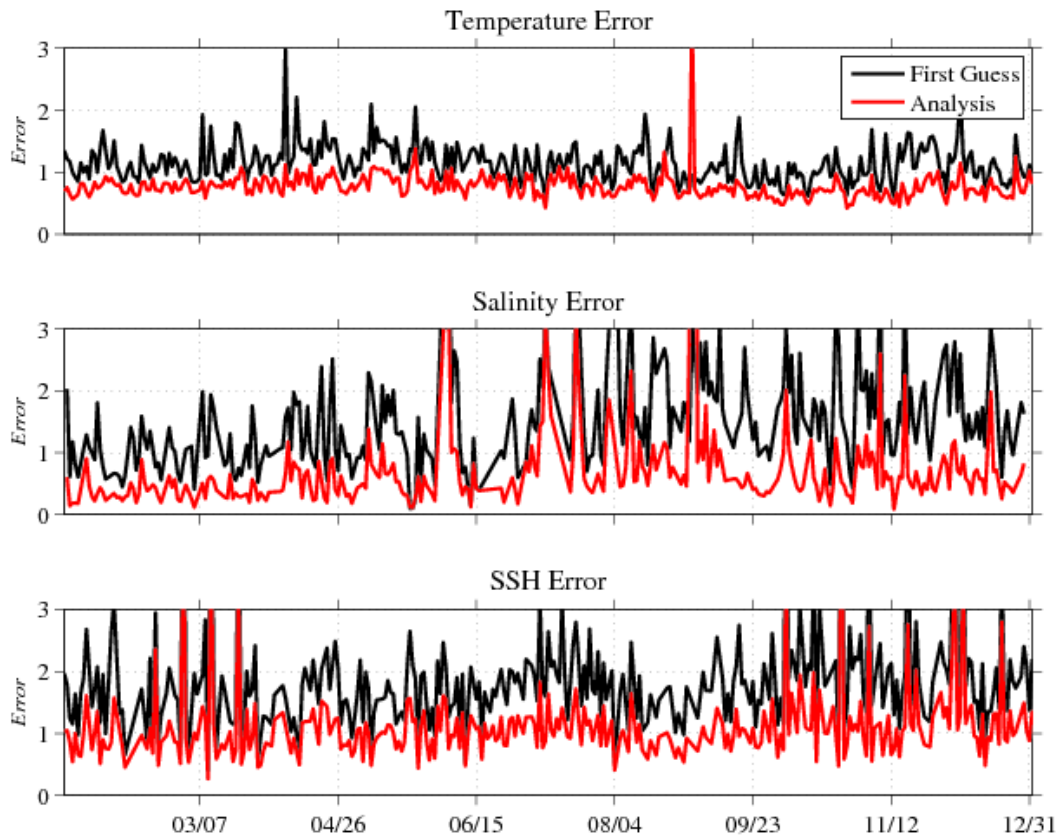 Temperature Error
3
2
1
0
Error
First Guess
Analysis
Salinity Error
3
2
1
0
Error
SSH Error
3
2
1
0
Error
03/07 04/26 06/15 08/04 09/23 11/12 12/31